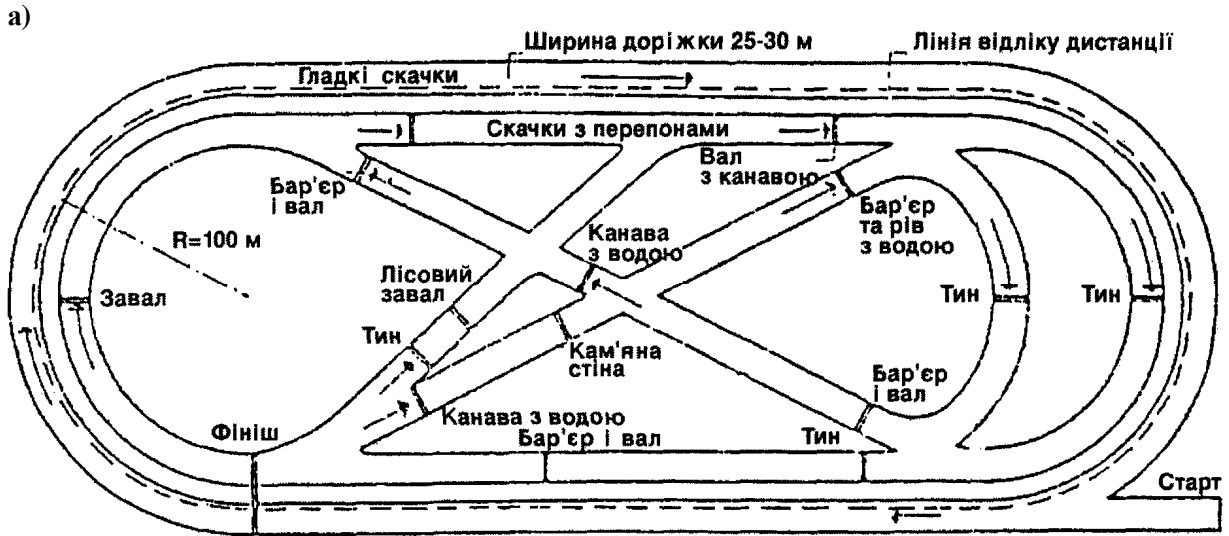 а)
Ширина доріжки 25-30 м
Лінія відліку дистанції
Гладкі скачки
Скачки з перепонами
Вал
з канавою
Бар'єр
і вал
Бар'єр
та рів
з водою
R=100 м
Канава
з водою
Лісовий
завал
Завал
Тин
Тин
Тин
Кам'яна
стіна
Бар'єр
і вал
Канава з водою
Фініш
Бар'єр і вал
Тин
Старт